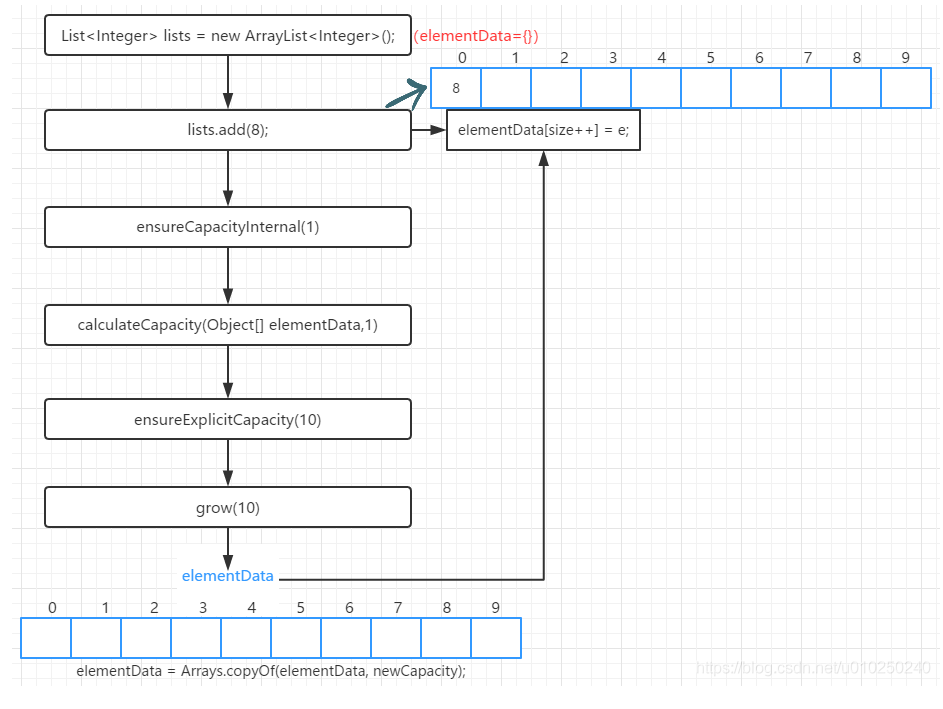 List<Integer> lists = new ArrayList<Integer>(); (elementData={})
0 1 2 3 4 5 6 7 8 9
8
lists.add(8);
elementData[size++] = e;
ensureCapacityInternal(1)
calculateCapacity(Object[] elementData,1)
ensureExplicitCapacity(10)
grow(10)
elementData
0 1 2 3 4 5 6 7 8 9
elementData = Arrays.copyOf(elementData, newCapacity);
https://blog.csdn.net/u010250240